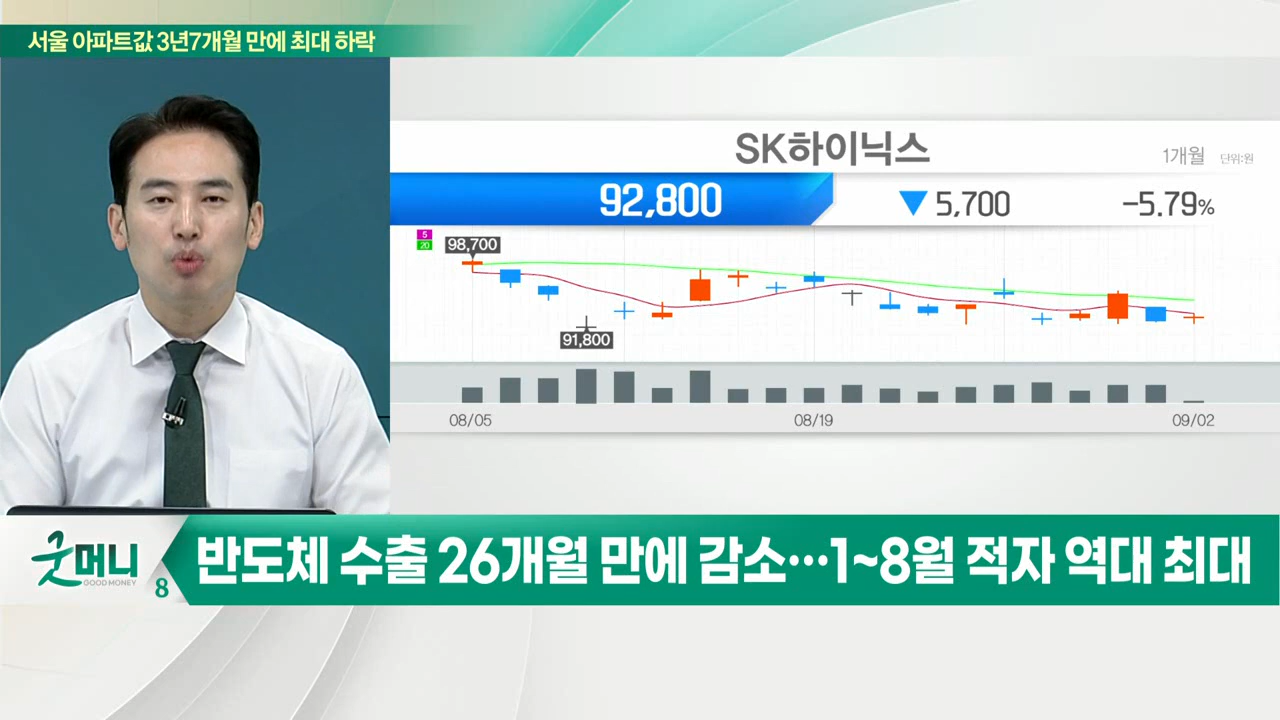 서울 아파트값 3년7개월 만에 최대 하락
SK하이닉스
1개월 단위:원
92,800 ▼ 5,700 -5.79%
5
20
98,700
91,800
08/05 08/19 09/02
굿머니
GOOD MONEY
8
반도체 수출 26개월 만에 감소…1~8월 적자 역대 최대